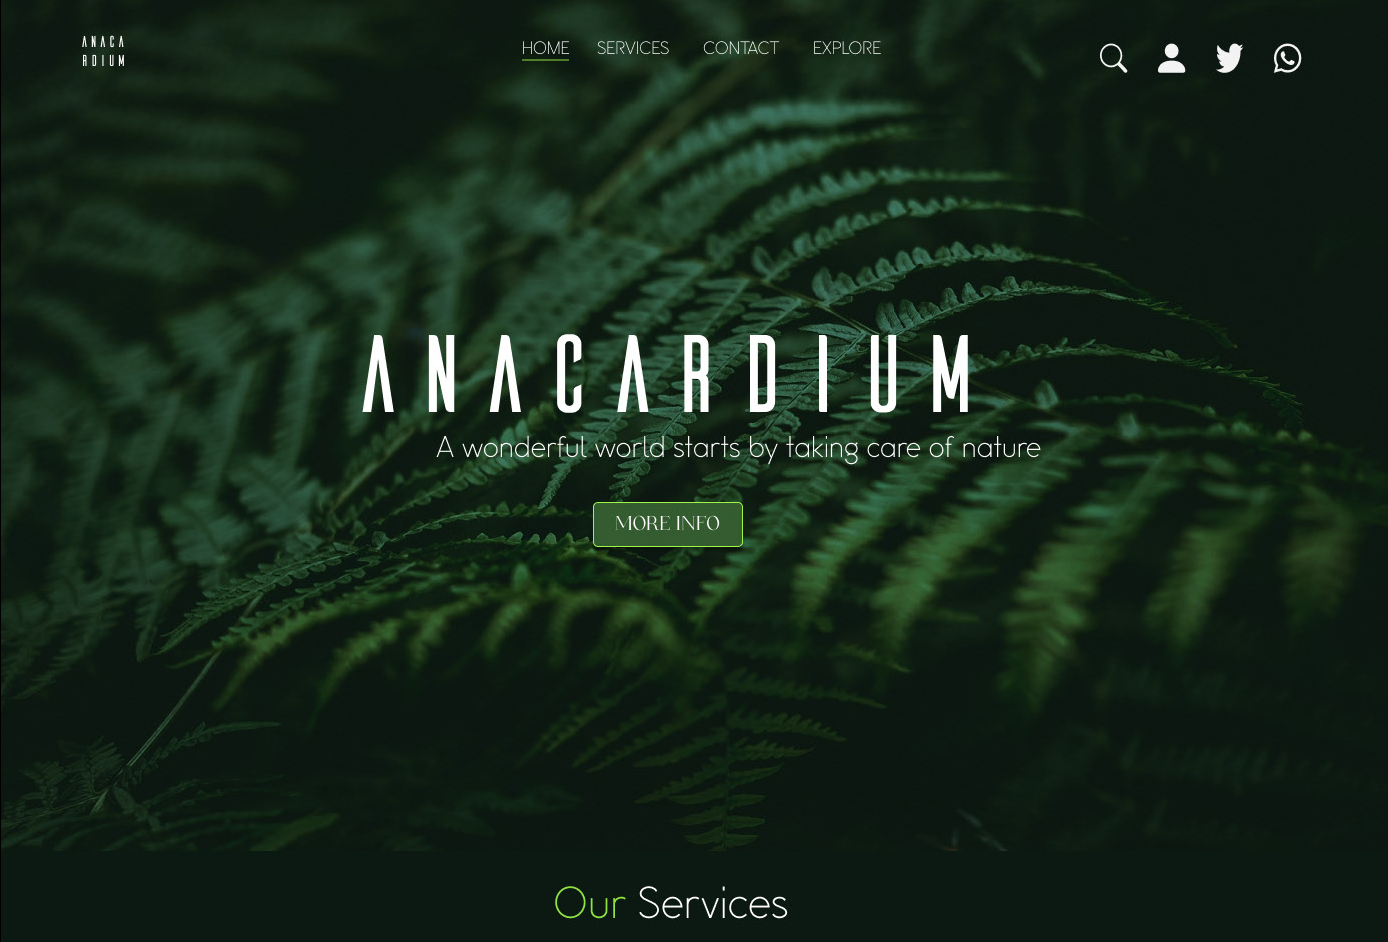 ANACA
RDIUM
HOME SERVICES CONTACT EXPLORE
ANACARDIUM
A wonderful world starts by taking care of nature
MORE INFO
Our Services